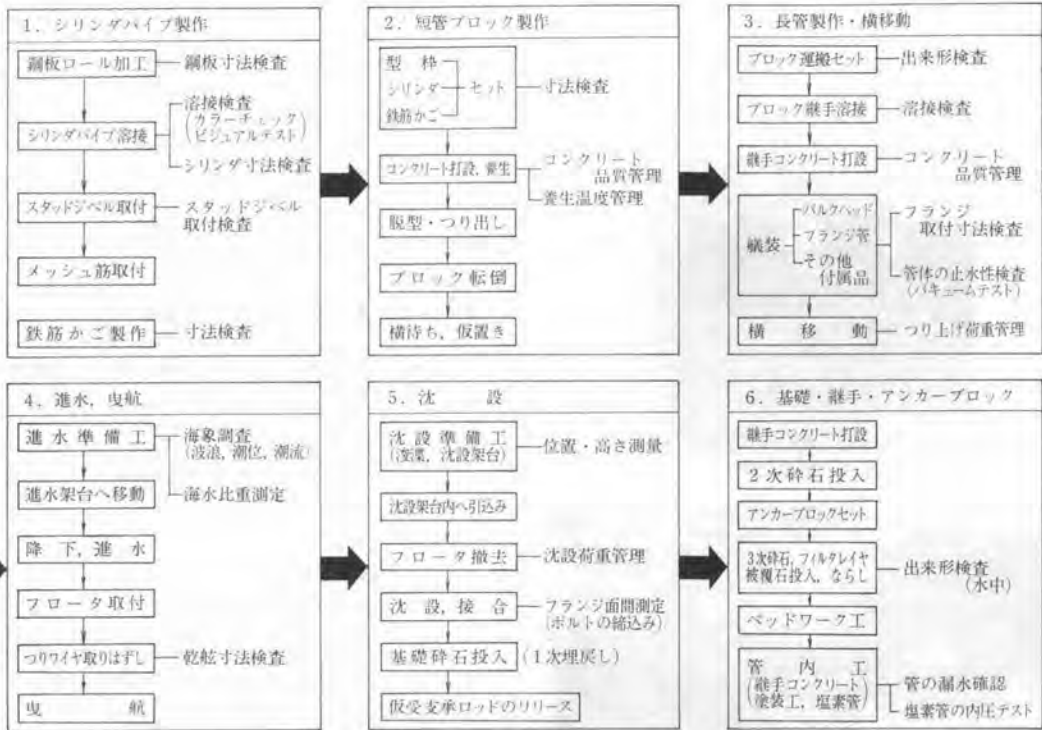 1. シリンダパイプ製作
鋼板ロール加工 鋼板寸法検査
溶接検査
(カラーチェック
ビジュアルテスト)
シリンダパイプ溶接
シリンダ寸法検査
スタッドジベル取付 スタッドジベル
取付検査
メッシュ筋取付
鉄筋かご製作 寸法検査
2. 短管ブロック製作
型枠
シリンダ セット 寸法検査
鉄筋かご
コンクリート打設, 養生 コンクリート
品質管理
養生温度管理
脱型・つり出し
ブロック転倒
横待ち, 仮置き
3. 長管製作・横移動
ブロック運搬セット 出来形検査
ブロック継手溶接 溶接検査
継手コンクリート打設 コンクリート
品質管理
バルクヘッド フランジ
取付寸法検査
艤装 フランジ管
その他
付属品
管体の止水性検査
(バキュームテスト)
横移動 つり上げ荷重管理
4. 進水, 曳航
進水準備工 海象調査
(波浪, 潮位, 潮流)
進水架台へ移動 海水比重測定
降下, 進水
フロータ取付
つりワイヤ取りはずし 乾舷寸法検査
曳航
5. 沈設
沈設準備工 位置・高さ測量
(浚渫, 沈設架台)
沈設架台内へ引込み
フロータ撤去 沈設荷重管理
沈設, 接合 フランジ面間測定
(ボルトの締込み)
基礎砕石投入 (1次埋戻し)
仮受支承ロッドのリリース
6. 基礎・継手・アンカーブロック
継手コンクリート打設
2次砕石投入
アンカーブロックセット
3次砕石, フィルタレイヤ
被覆石投入, ならし 出来形検査
(水中)
ベッドワーク工
管内工
(継手コンクリート
塗装工, 塩素管)
管の漏水確認
塩素管の内圧テスト